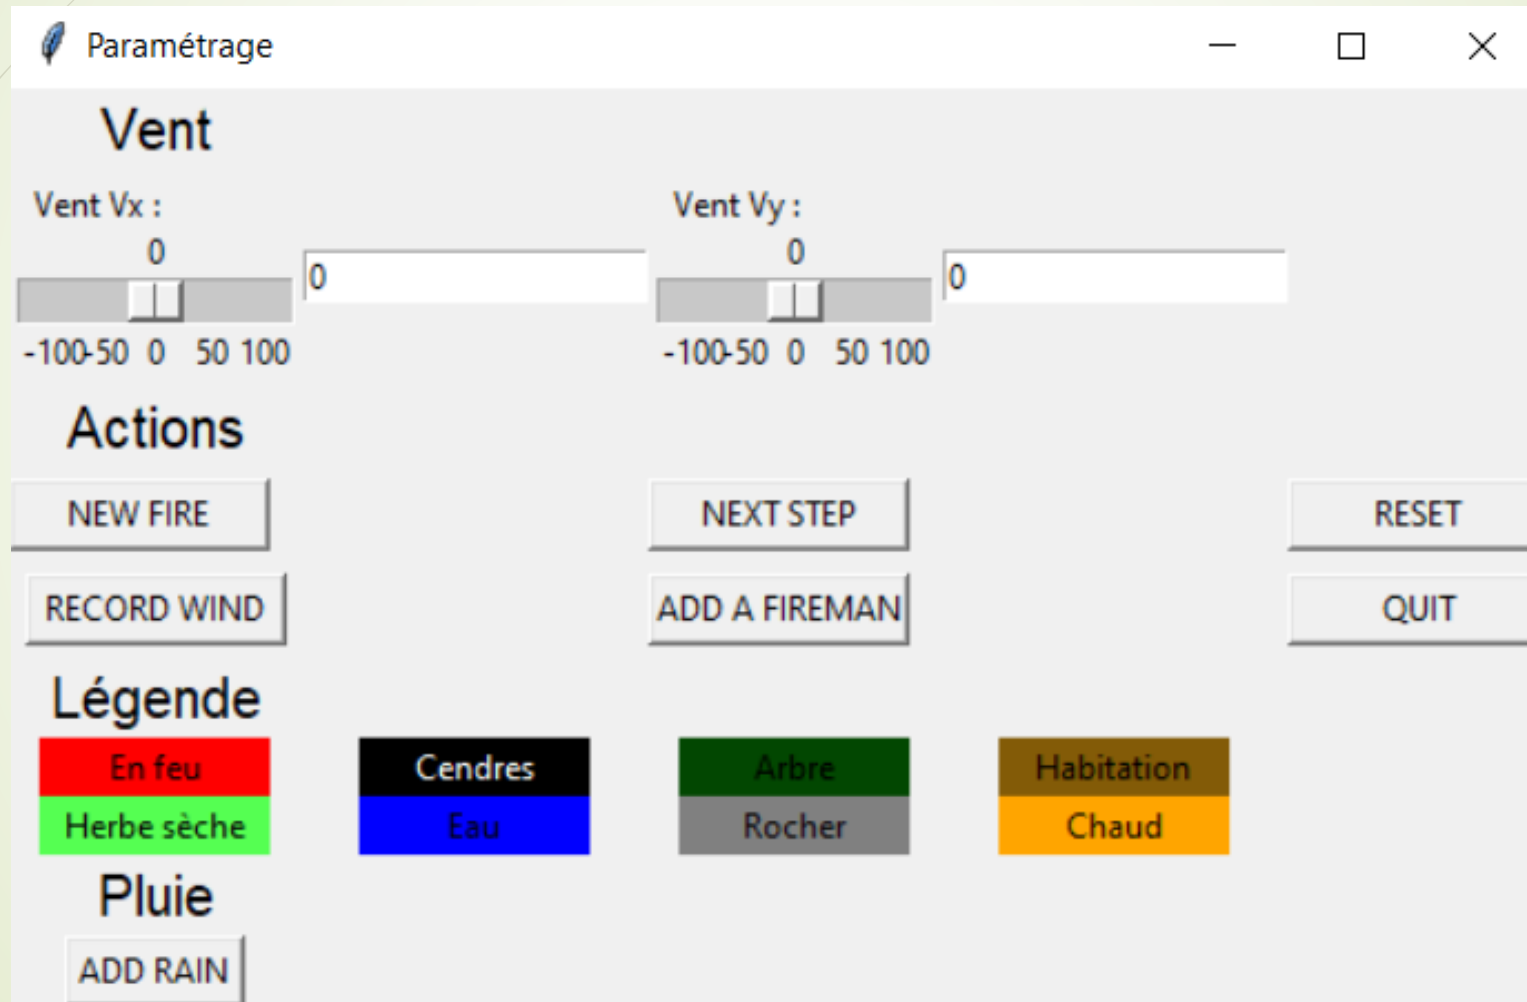 Paramétrage
Vent
Vent Vx :
Vent Vy :
0
0
0
0
-100 -50 0 50 100
-100 -50 0 50 100
Actions
NEW FIRE
NEXT STEP
RESET
RECORD WIND
ADD A FIREMAN
QUIT
Légende
En feu
Cendres
Arbre
Habitation
Herbe sèche
Eau
Rocher
Chaud
Pluie
ADD RAIN